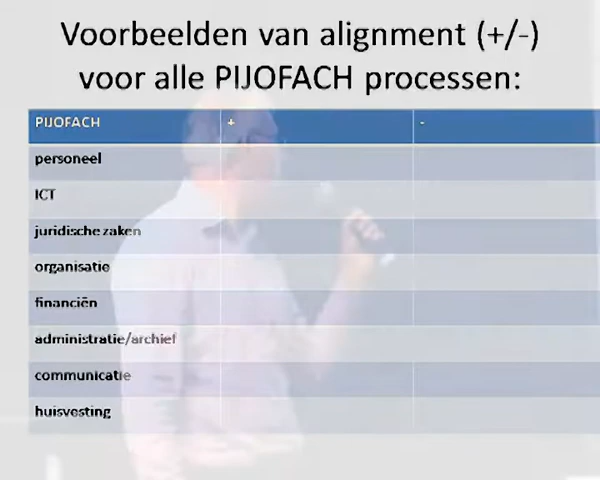 Voorbeelden van alignment (+/-)
voor alle PIJOFACH processen:
PIJOFACH + -
personeel
ICT
juridische zaken
organisatie
financiën
administratie/archief
communicatie
huisvesting